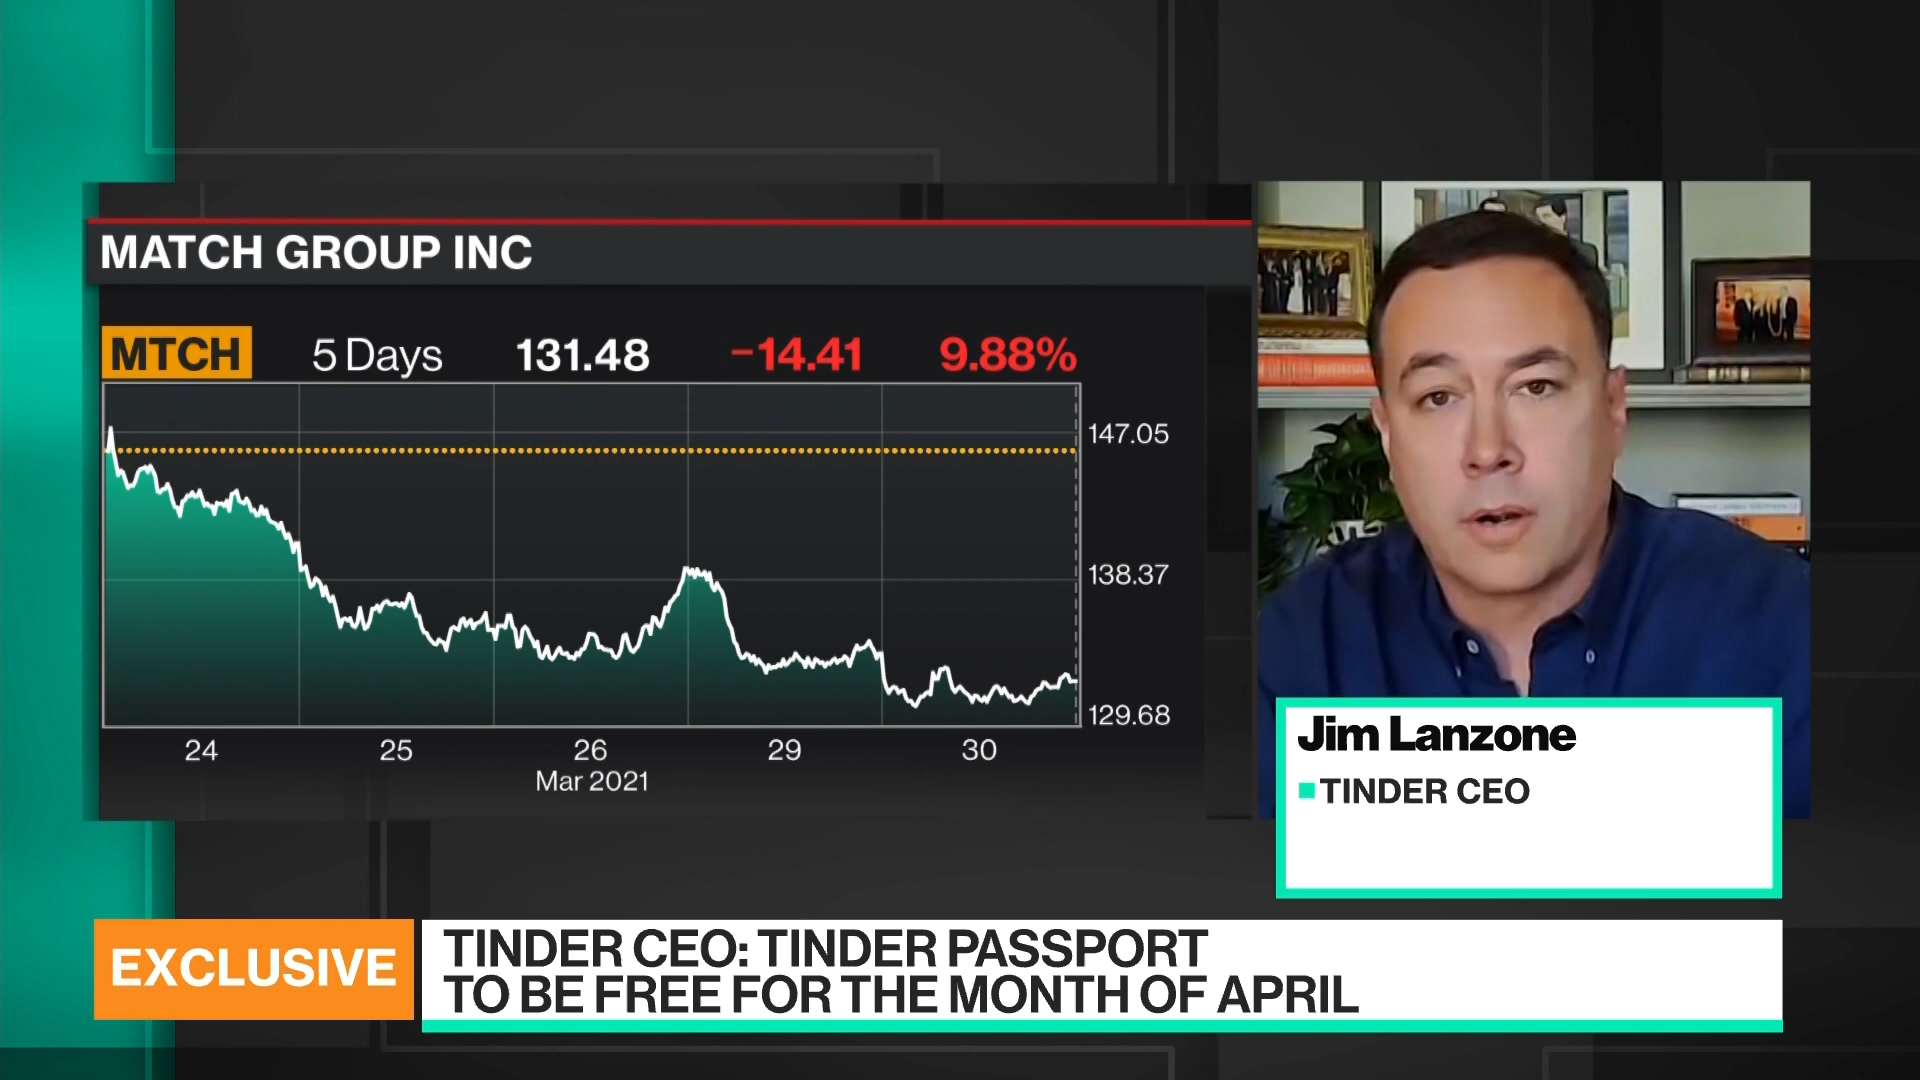 MATCH GROUP INC
MTCH 5 Days 131.48 −14.41 9.88%
147.05
138.37
129.68
24 25 26 29 30
Mar 2021
Jim Lanzone
TINDER CEO
EXCLUSIVE
TINDER CEO: TINDER PASSPORT
TO BE FREE FOR THE MONTH OF APRIL